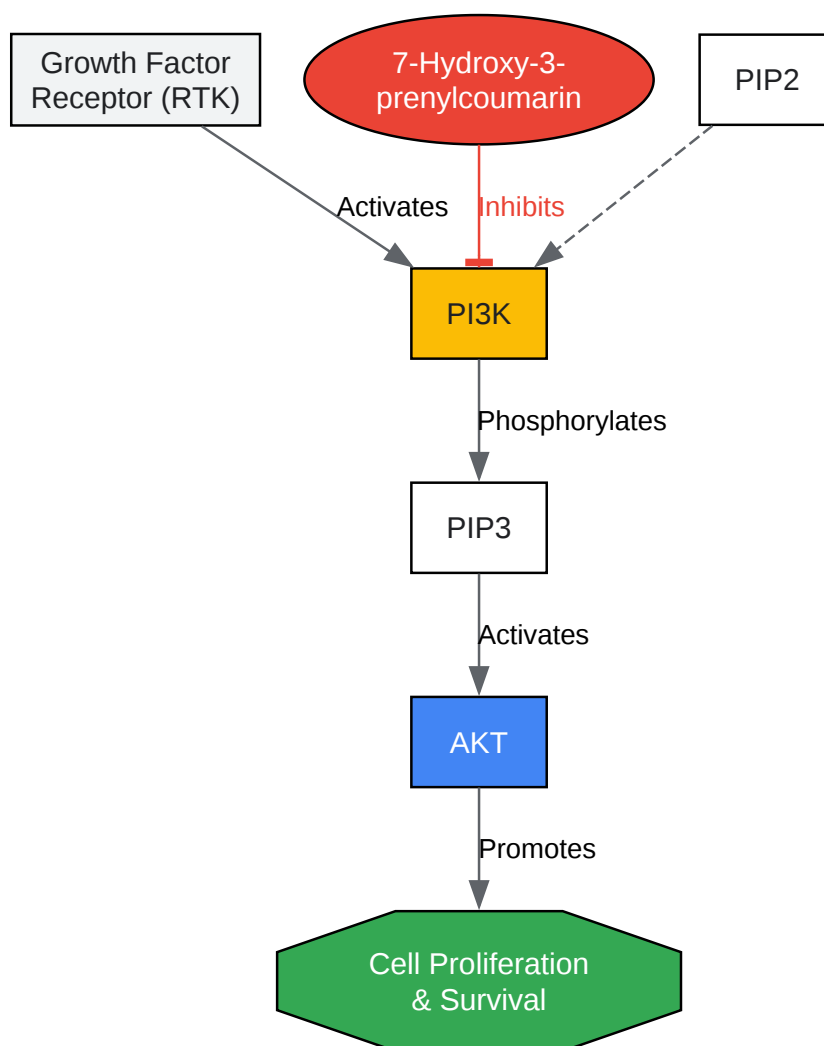 Growth Factor
Receptor (RTK)
7-Hydroxy-3-
prenylcoumarin
PIP2
Activates
Inhibits
PI3K
Phosphorylates
PIP3
Activates
AKT
Promotes
Cell Proliferation
& Survival